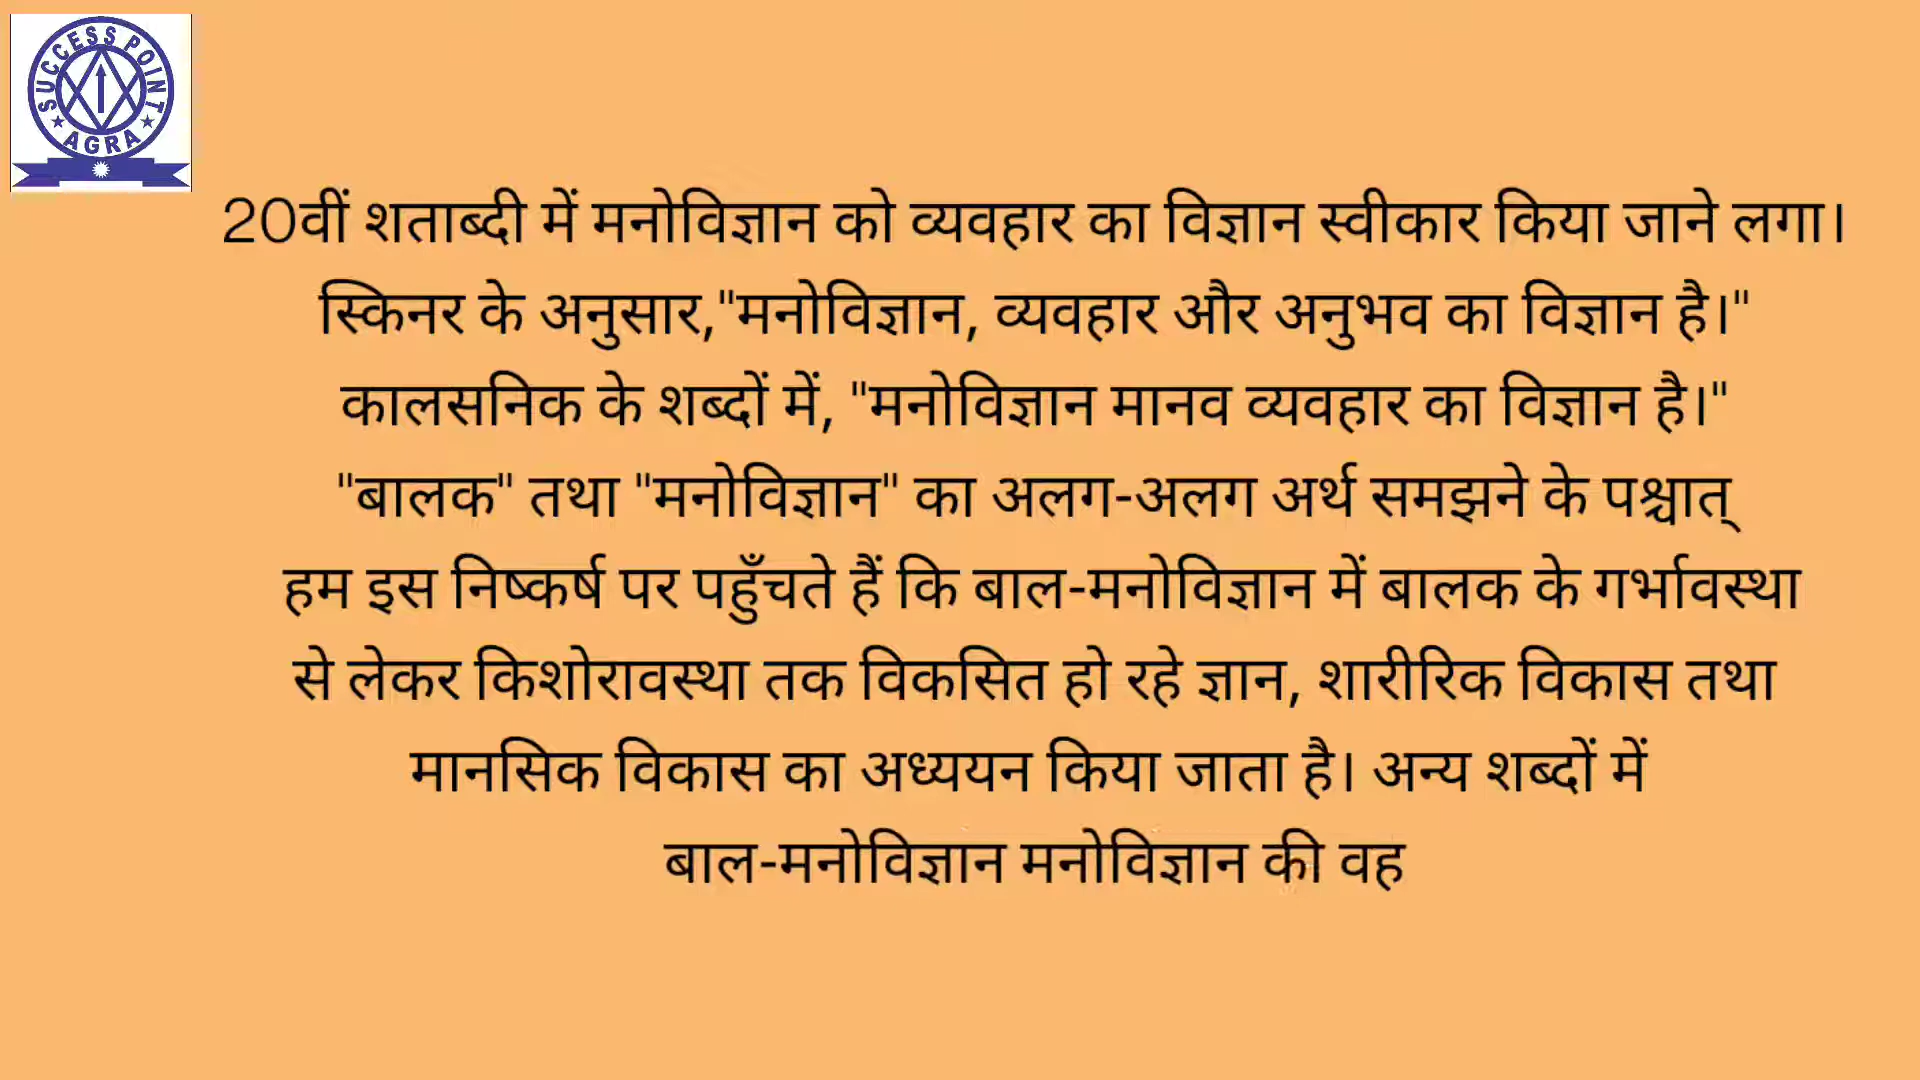 SUCCESS POINT
AGRA
20वीं शताब्दी में मनोविज्ञान को व्यवहार का विज्ञान स्वीकार किया जाने लगा।
स्किनर के अनुसार,"मनोविज्ञान, व्यवहार और अनुभव का विज्ञान है।"
कालसनिक के शब्दों में, "मनोविज्ञान मानव व्यवहार का विज्ञान है।"
"बालक" तथा "मनोविज्ञान" का अलग-अलग अर्थ समझने के पश्चात्
हम इस निष्कर्ष पर पहुँचते हैं कि बाल-मनोविज्ञान में बालक के गर्भावस्था
से लेकर किशोरावस्था तक विकसित हो रहे ज्ञान, शारीरिक विकास तथा
मानसिक विकास का अध्ययन किया जाता है। अन्य शब्दों में
बाल-मनोविज्ञान मनोविज्ञान की वह